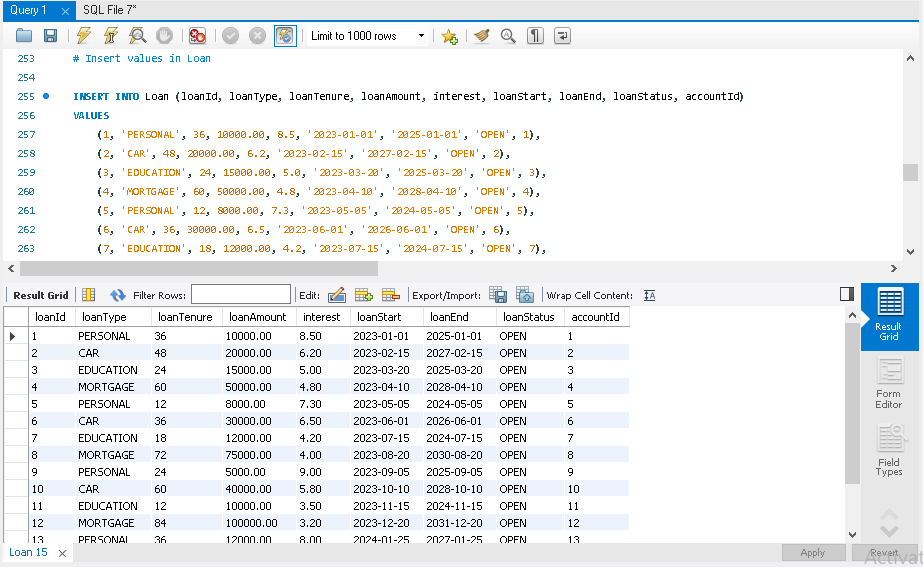 Query 1 SQL File 7*
Limit to 1000 rows
253 # Insert values in Loan
254
255 INSERT INTO Loan (loanId, loanType, loanTenure, loanAmount, interest, loanStart, loanEnd, loanStatus, accountId)
256 VALUES
257 (1, 'PERSONAL', 36, 10000.00, 8.5, '2023-01-01', '2025-01-01', 'OPEN', 1),
258 (2, 'CAR', 48, 20000.00, 6.2, '2023-02-15', '2027-02-15', 'OPEN', 2),
259 (3, 'EDUCATION', 24, 15000.00, 5.0, '2023-03-20', '2025-03-20', 'OPEN', 3),
260 (4, 'MORTGAGE', 60, 50000.00, 4.8, '2023-04-10', '2028-04-10', 'OPEN', 4),
261 (5, 'PERSONAL', 12, 8000.00, 7.3, '2023-05-05', '2024-05-05', 'OPEN', 5),
262 (6, 'CAR', 36, 30000.00, 6.5, '2023-06-01', '2026-06-01', 'OPEN', 6),
263 (7, 'EDUCATION', 18, 12000.00, 4.2, '2023-07-15', '2024-07-15', 'OPEN', 7),
Result Grid Filter Rows: Edit: Export/Import: Wrap Cell Content: IA
loanId loanType loanTenure loanAmount interest loanStart loanEnd loanStatus accountId
1 PERSONAL 36 10000.00 8.50 2023-01-01 2025-01-01 OPEN 1
2 CAR 48 20000.00 6.20 2023-02-15 2027-02-15 OPEN 2
3 EDUCATION 24 15000.00 5.00 2023-03-20 2025-03-20 OPEN 3
4 MORTGAGE 60 50000.00 4.80 2023-04-10 2028-04-10 OPEN 4
5 PERSONAL 12 8000.00 7.30 2023-05-05 2024-05-05 OPEN 5
6 CAR 36 30000.00 6.50 2023-06-01 2026-06-01 OPEN 6
7 EDUCATION 18 12000.00 4.20 2023-07-15 2024-07-15 OPEN 7
8 MORTGAGE 72 75000.00 4.00 2023-08-20 2030-08-20 OPEN 8
9 PERSONAL 24 5000.00 9.00 2023-09-05 2025-09-05 OPEN 9
10 CAR 60 40000.00 5.80 2023-10-10 2028-10-10 OPEN 10
11 EDUCATION 12 10000.00 3.50 2023-11-15 2024-11-15 OPEN 11
12 MORTGAGE 84 100000.00 3.20 2023-12-20 2031-12-20 OPEN 12
13 PERSONAL 36 12000.00 8.00 2024-01-25 2027-01-25 OPEN 13
Result
Grid
Form
Editor
Field
Types
Loan 15 Apply Revert
Activat